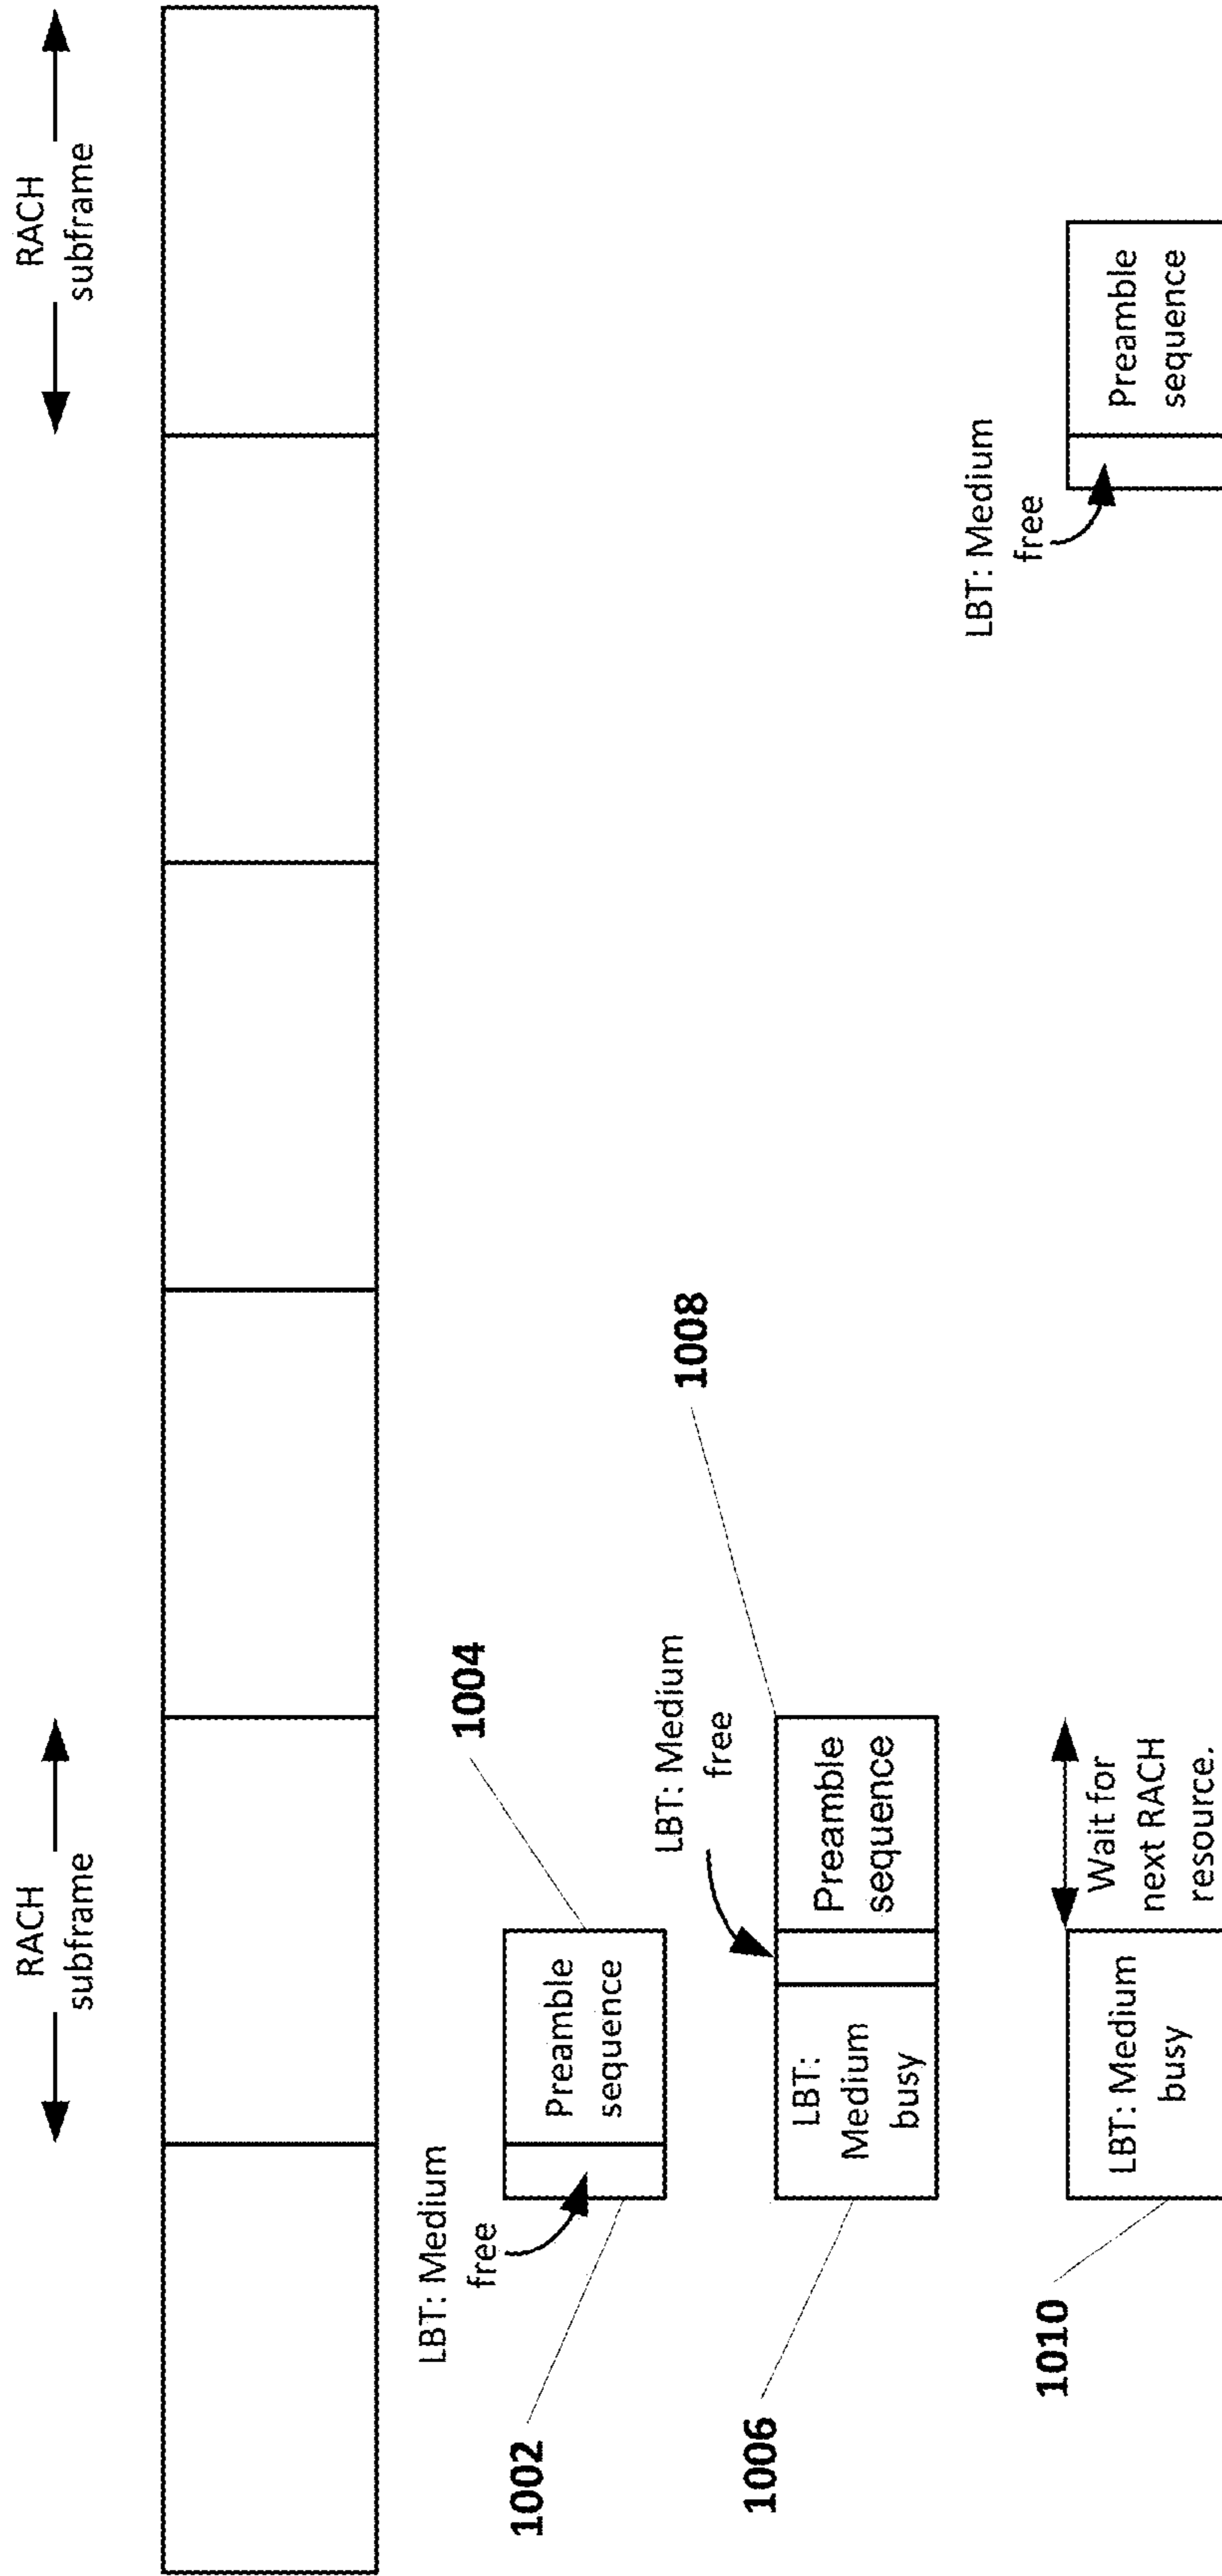 RACH
subframe
RACH
subframe
LBT: Medium
free
1002
Preamble
sequence
1004
1006
LBT:
Medium
busy
LBT: Medium
free
Preamble
sequence
1008
1010
LBT: Medium
busy
Wait for
next RACH
resource.
LBT: Medium
free
Preamble
sequence